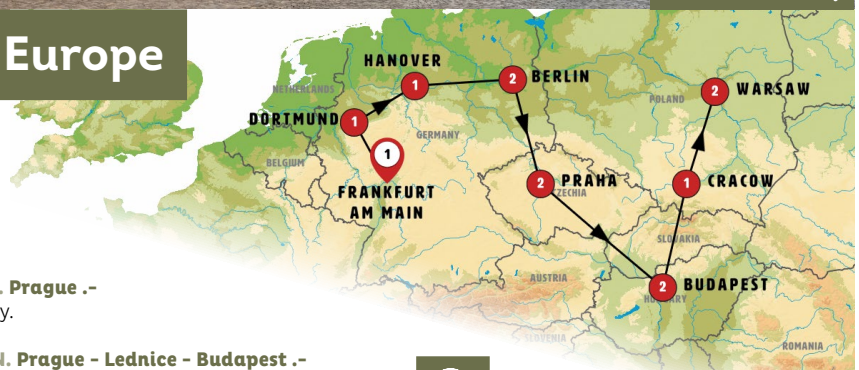 Europe
HANOVER
1
2
BERLIN
NETHERLANDS
POLAND
2
WARSAW
DORTMUND
1
GERMANY
BELGIUM
1
FRANKFURT
AM MAIN
2
PRAHA
CZECHIA
1
CRACOW
SLOVAKIA
AUSTRIA
2
BUDAPEST
HUNGARY
SLOVENIA
ROMANIA
. Prague .-
y.
N. Prague - Lednice - Budapest .-